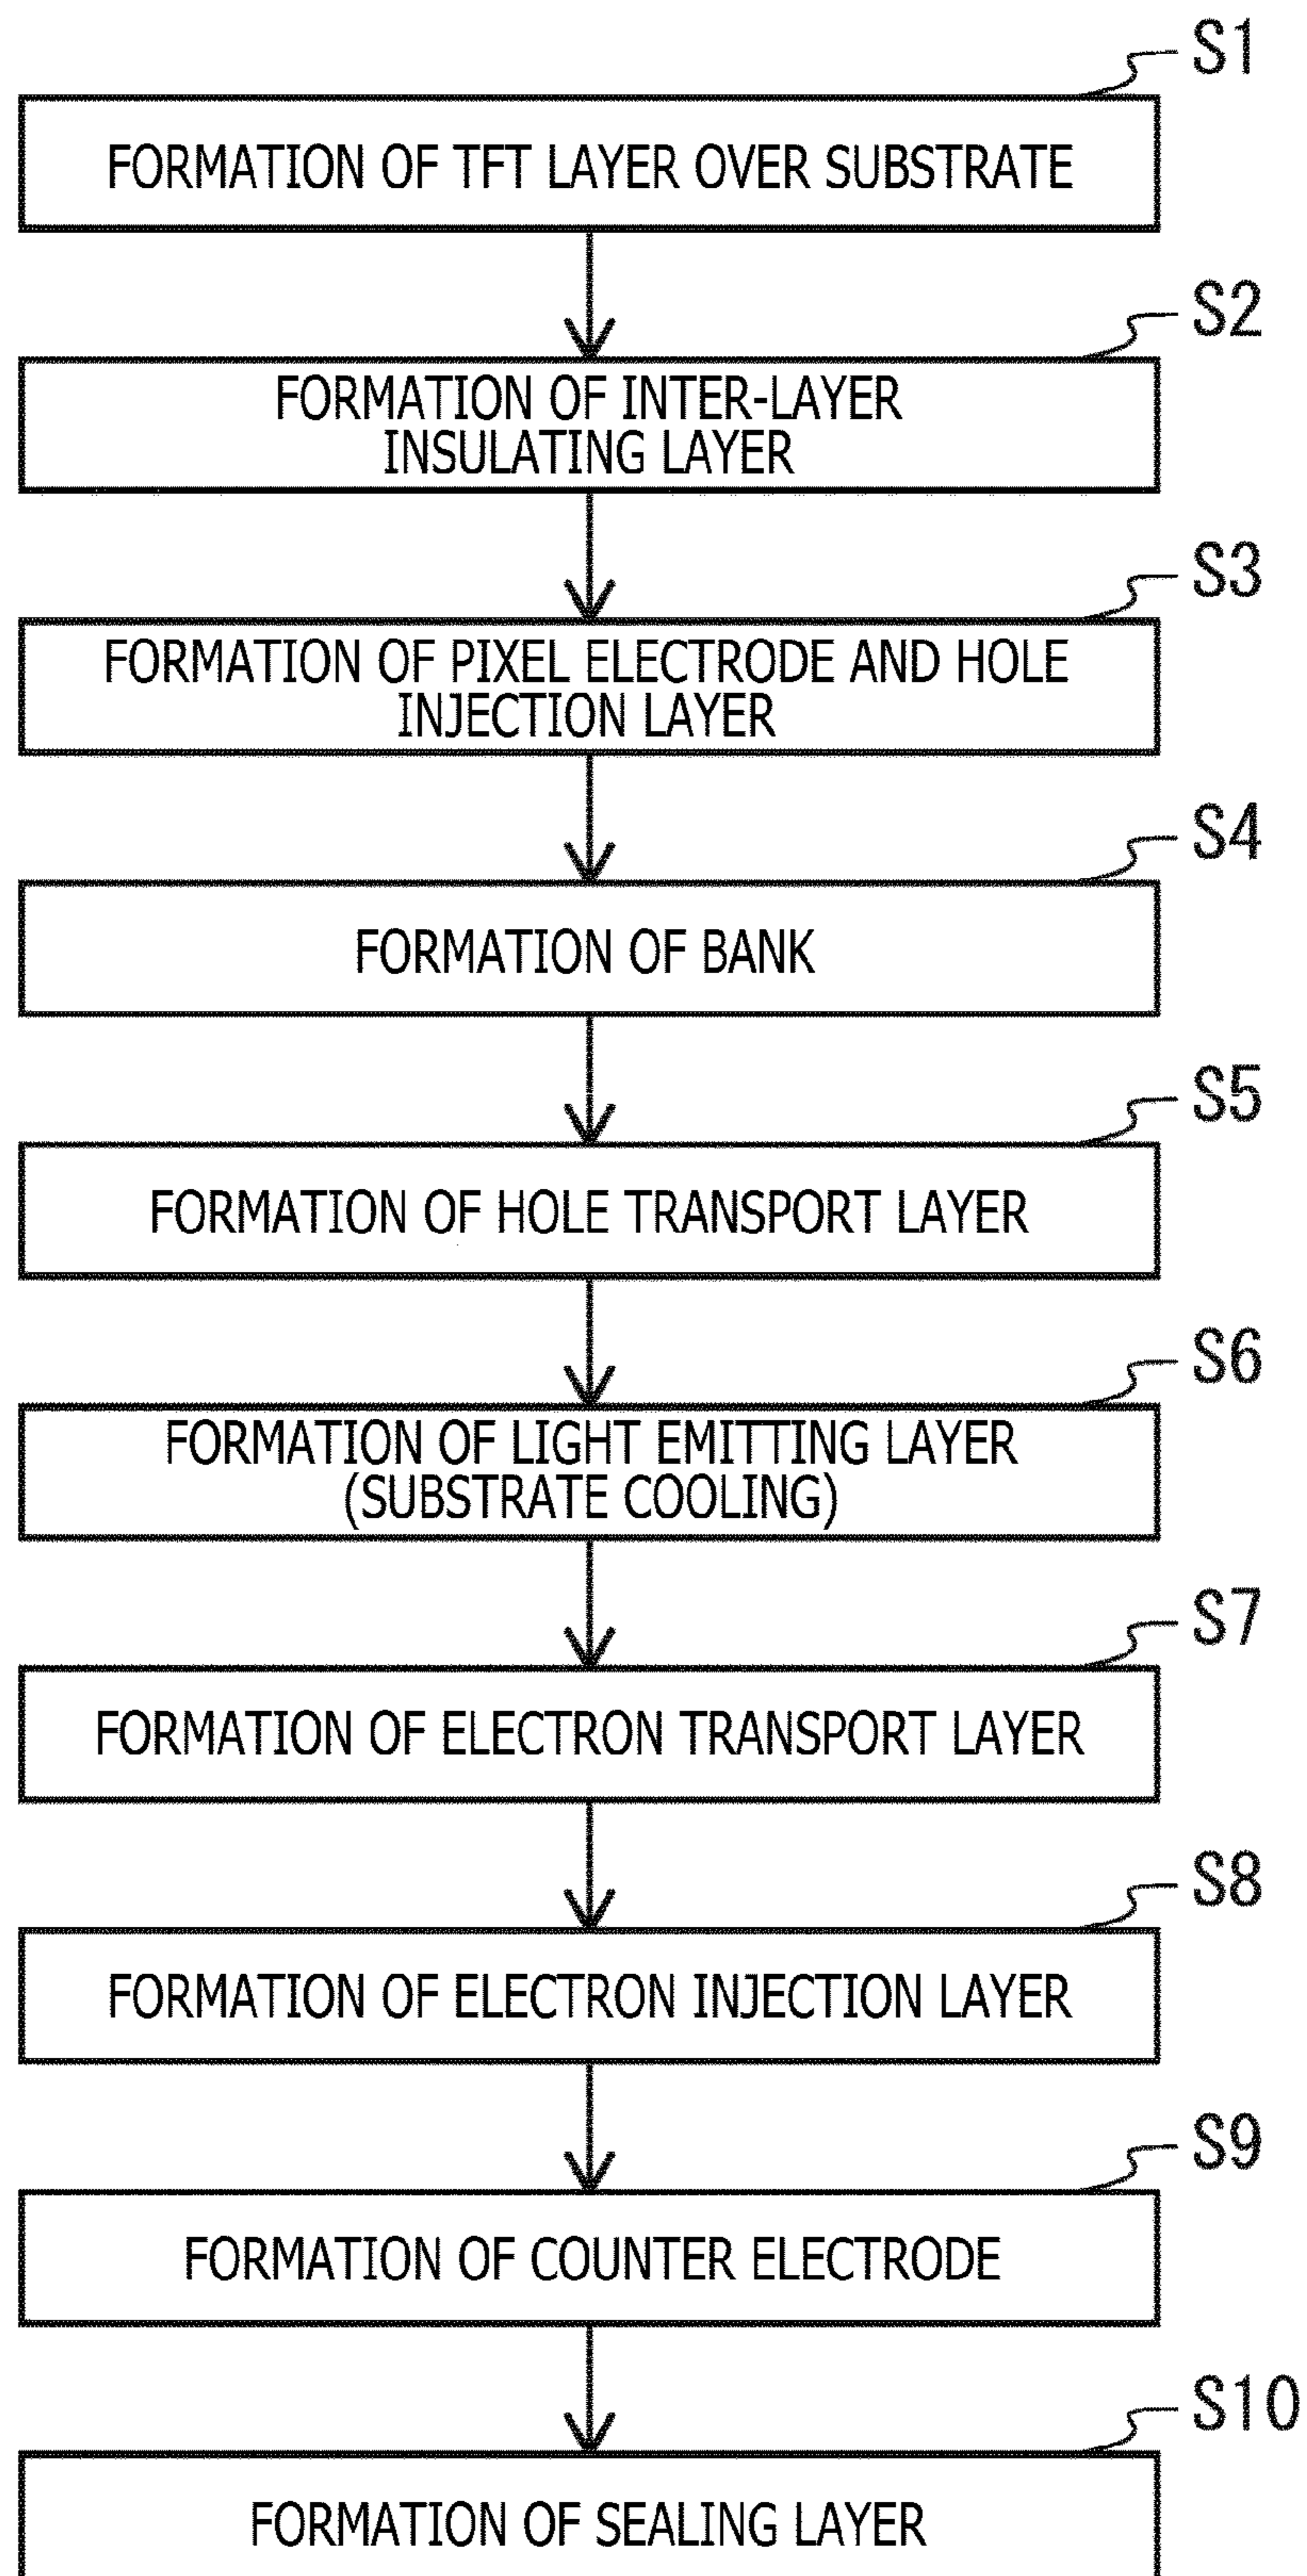 S1
FORMATION OF TFT LAYER OVER SUBSTRATE
S2
FORMATION OF INTER-LAYER
INSULATING LAYER
S3
FORMATION OF PIXEL ELECTRODE AND HOLE
INJECTION LAYER
S4
FORMATION OF BANK
S5
FORMATION OF HOLE TRANSPORT LAYER
S6
FORMATION OF LIGHT EMITTING LAYER
(SUBSTRATE COOLING)
S7
FORMATION OF ELECTRON TRANSPORT LAYER
S8
FORMATION OF ELECTRON INJECTION LAYER
S9
FORMATION OF COUNTER ELECTRODE
S10
FORMATION OF SEALING LAYER